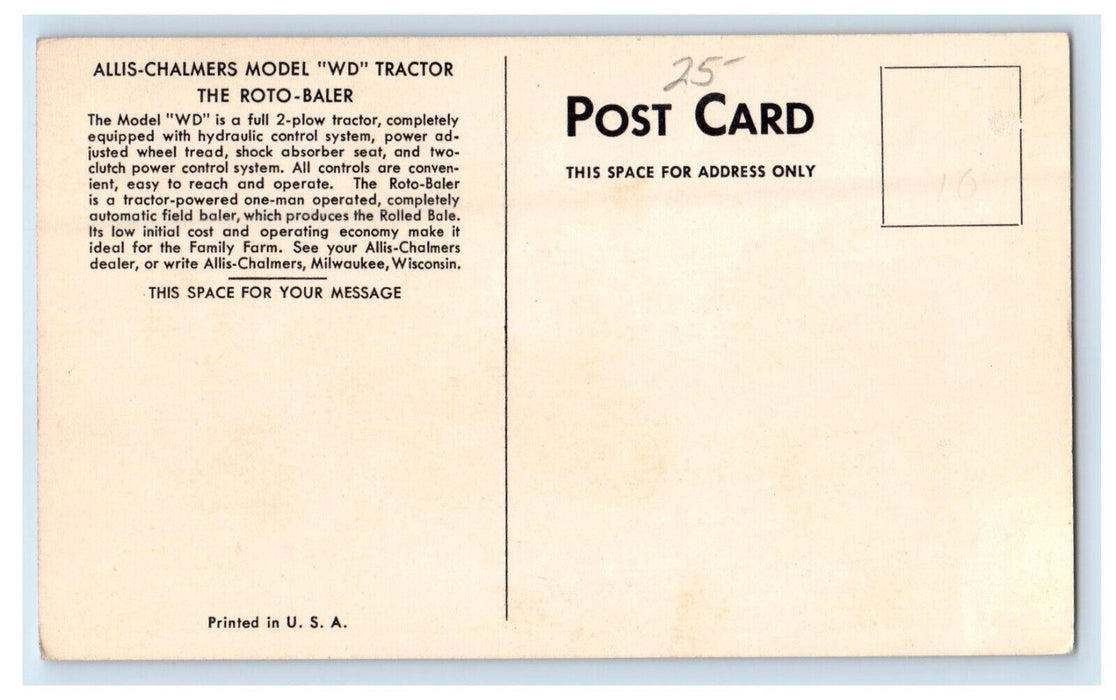 ALLIS-CHALMERS MODEL "WD" TRACTOR
THE ROTO-BALER
The Model "WD" is a full 2-plow tractor, completely
equipped with hydraulic control system, power ad-
justed wheel tread, shock absorber seat, and two-
clutch power control system. All controls are conven-
ient, easy to reach and operate. The Roto-Baler
is a tractor-powered one-man operated, completely
automatic field baler, which produces the Rolled Bale.
Its low initial cost and operating economy make it
ideal for the Family Farm. See your Allis-Chalmers
dealer, or write Allis-Chalmers, Milwaukee, Wisconsin.
THIS SPACE FOR YOUR MESSAGE
Printed in U. S. A.
25-
POST CARD
THIS SPACE FOR ADDRESS ONLY
10